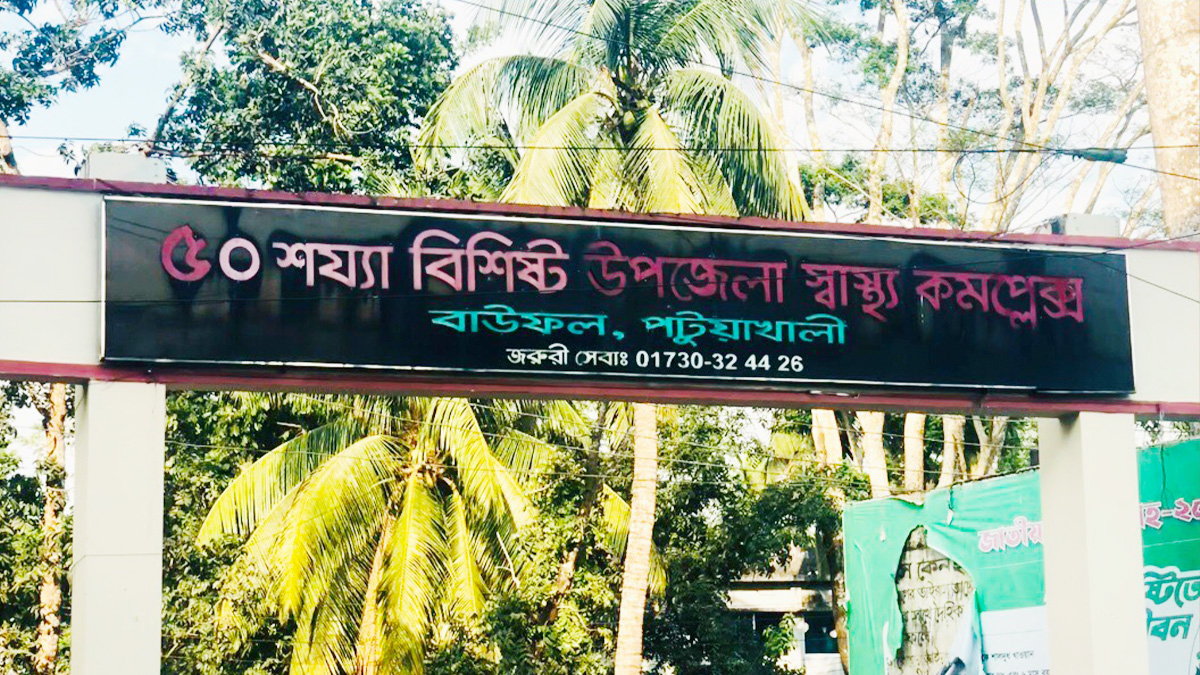 ৫০ শয্যা বিশিষ্ট উপজেলা স্বাস্থ্য কমপ্লেক্স
বাউফল, পটুয়াখালী
জরুরী সেবাঃ 01730-32 44 26
জাতীয়